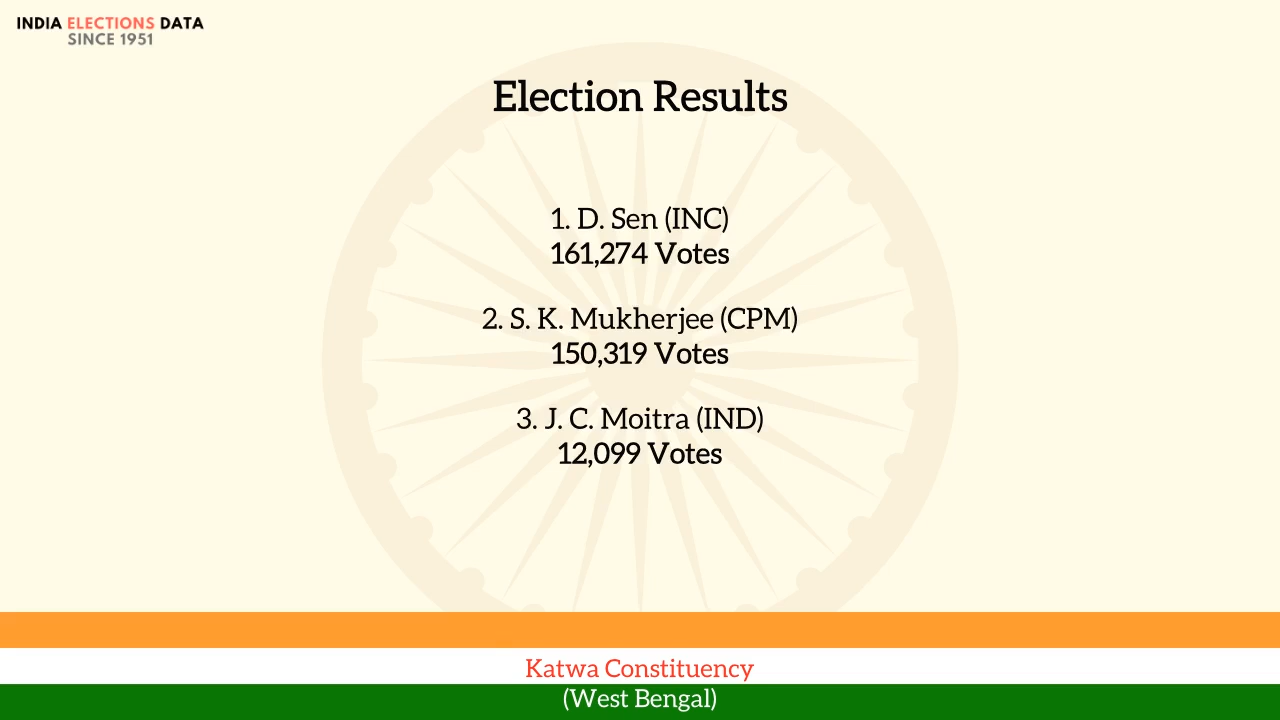 INDIA ELECTIONS DATA
SINCE 1951
Election Results
1. D. Sen (INC)
161,274 Votes
2. S. K. Mukherjee (CPM)
150,319 Votes
3. J. C. Moitra (IND)
12,099 Votes
Katwa Constituency
(West Bengal)